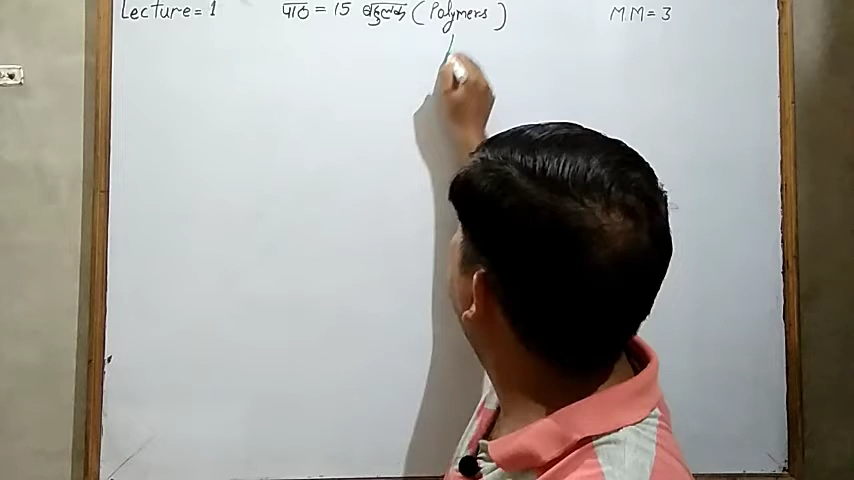 Lecture = 1 पाठ = 15 बहुलक ( Polymers ) M.M = 3